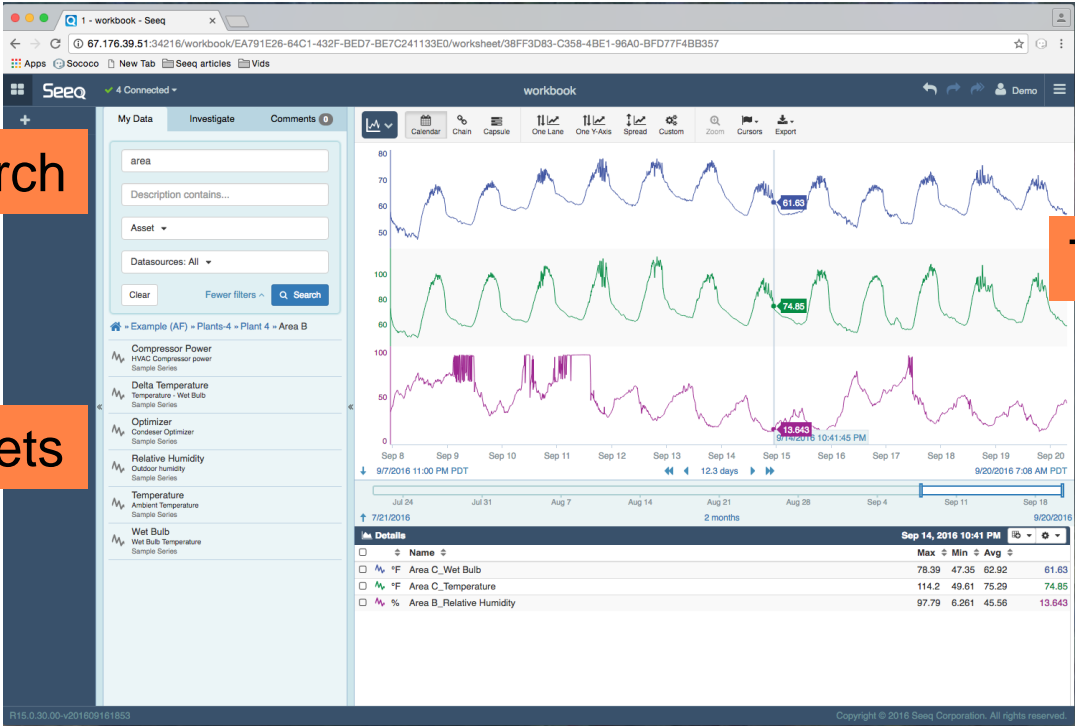 1 - workbook - Seeq
67.176.39.51:34216/workbook/EA791E26-64C1-432F-BED7-BE7C241133E0/worksheet/38FF3D83-C358-4BE1-96A0-BFD77F4BB357
Apps Sococo New Tab Seeq articles Vids
Seeq 4 Connected workbook Demo
My Data Investigate Comments 0
Calendar Chain Capsule One Lane One Y-Axis Spread Custom Zoom Cursors Export
rch
area
Description contains...
Asset
Datasources: All
Clear Fewer filters Search
» Example (AF) » Plants-4 » Plant 4 » Area B
Compressor Power
HVAC Compressor power
Sample Series
Delta Temperature
Temperature - Wet Bulb
Sample Series
ets
Optimizer
Condeser Optimizer
Sample Series
Relative Humidity
Outdoor humidity
Sample Series
Temperature
Ambient Temperature
Sample Series
Wet Bulb
Wet Bulb Temperature
Sample Series
80
70
60
50
61.63
100
80
60
74.85
100
50
0
13.643
9/14/2016 10:41:45 PM
Sep 8 Sep 9 Sep 10 Sep 11 Sep 12 Sep 13 Sep 14 Sep 15 Sep 16 Sep 17 Sep 18 Sep 19 Sep 20
9/7/2016 11:00 PM PDT 12.3 days 9/20/2016 7:08 AM PDT
Jul 24 Jul 31 Aug 7 Aug 14 Aug 21 Aug 28 Sep 4 Sep 11 Sep 18
7/21/2016 2 months 9/20/2016
Details Sep 14, 2016 10:41 PM
Name Max Min Avg
°F Area C_Wet Bulb 78.39 47.35 62.92 61.63
°F Area C_Temperature 114.2 49.61 75.29 74.85
% Area B_Relative Humidity 97.79 6.261 45.56 13.643
R15.0.30.00-v201609161853 Copyright © 2016 Seeq Corporation. All rights reserved.